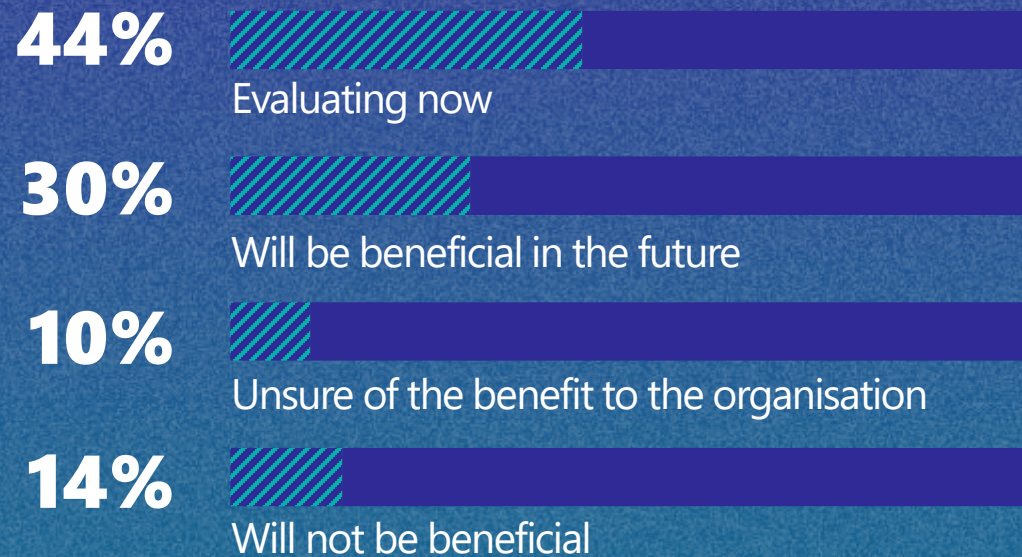 44%
Evaluating now
30%
Will be beneficial in the future
10%
Unsure of the benefit to the organisation
14%
Will not be beneficial